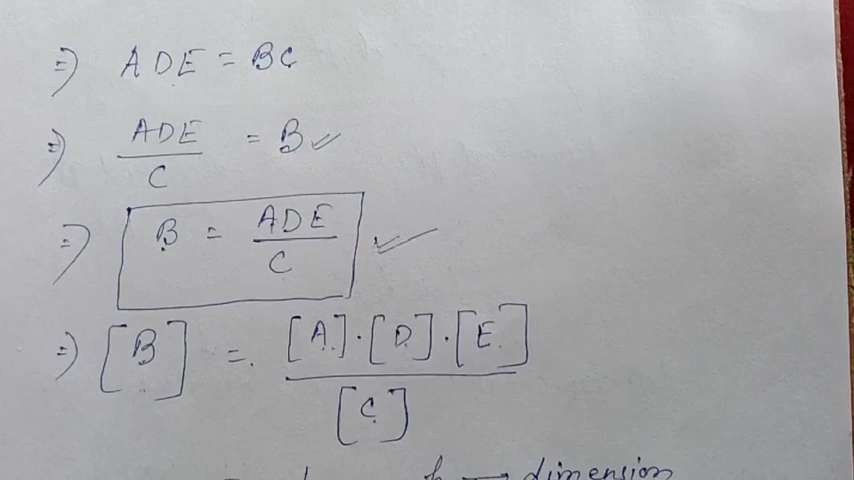 ⇒ ADE = BC
⇒ ADE/C = B ✓
⇒ B = ADE/C ✓
⇒ [B] = [A]·[D]·[E]/[C]
→ dimension